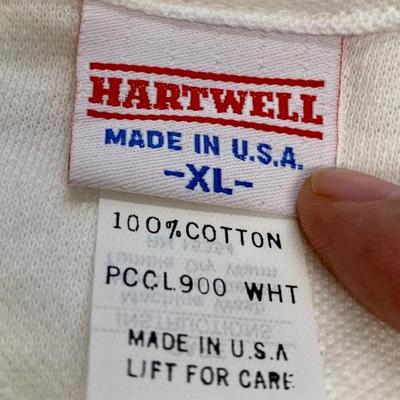 HARTWELL
MADE IN U.S.A.
-XL-
100% COTTON
PCCL900 WHT
MADE IN U.S.A
LIFT FOR CARE